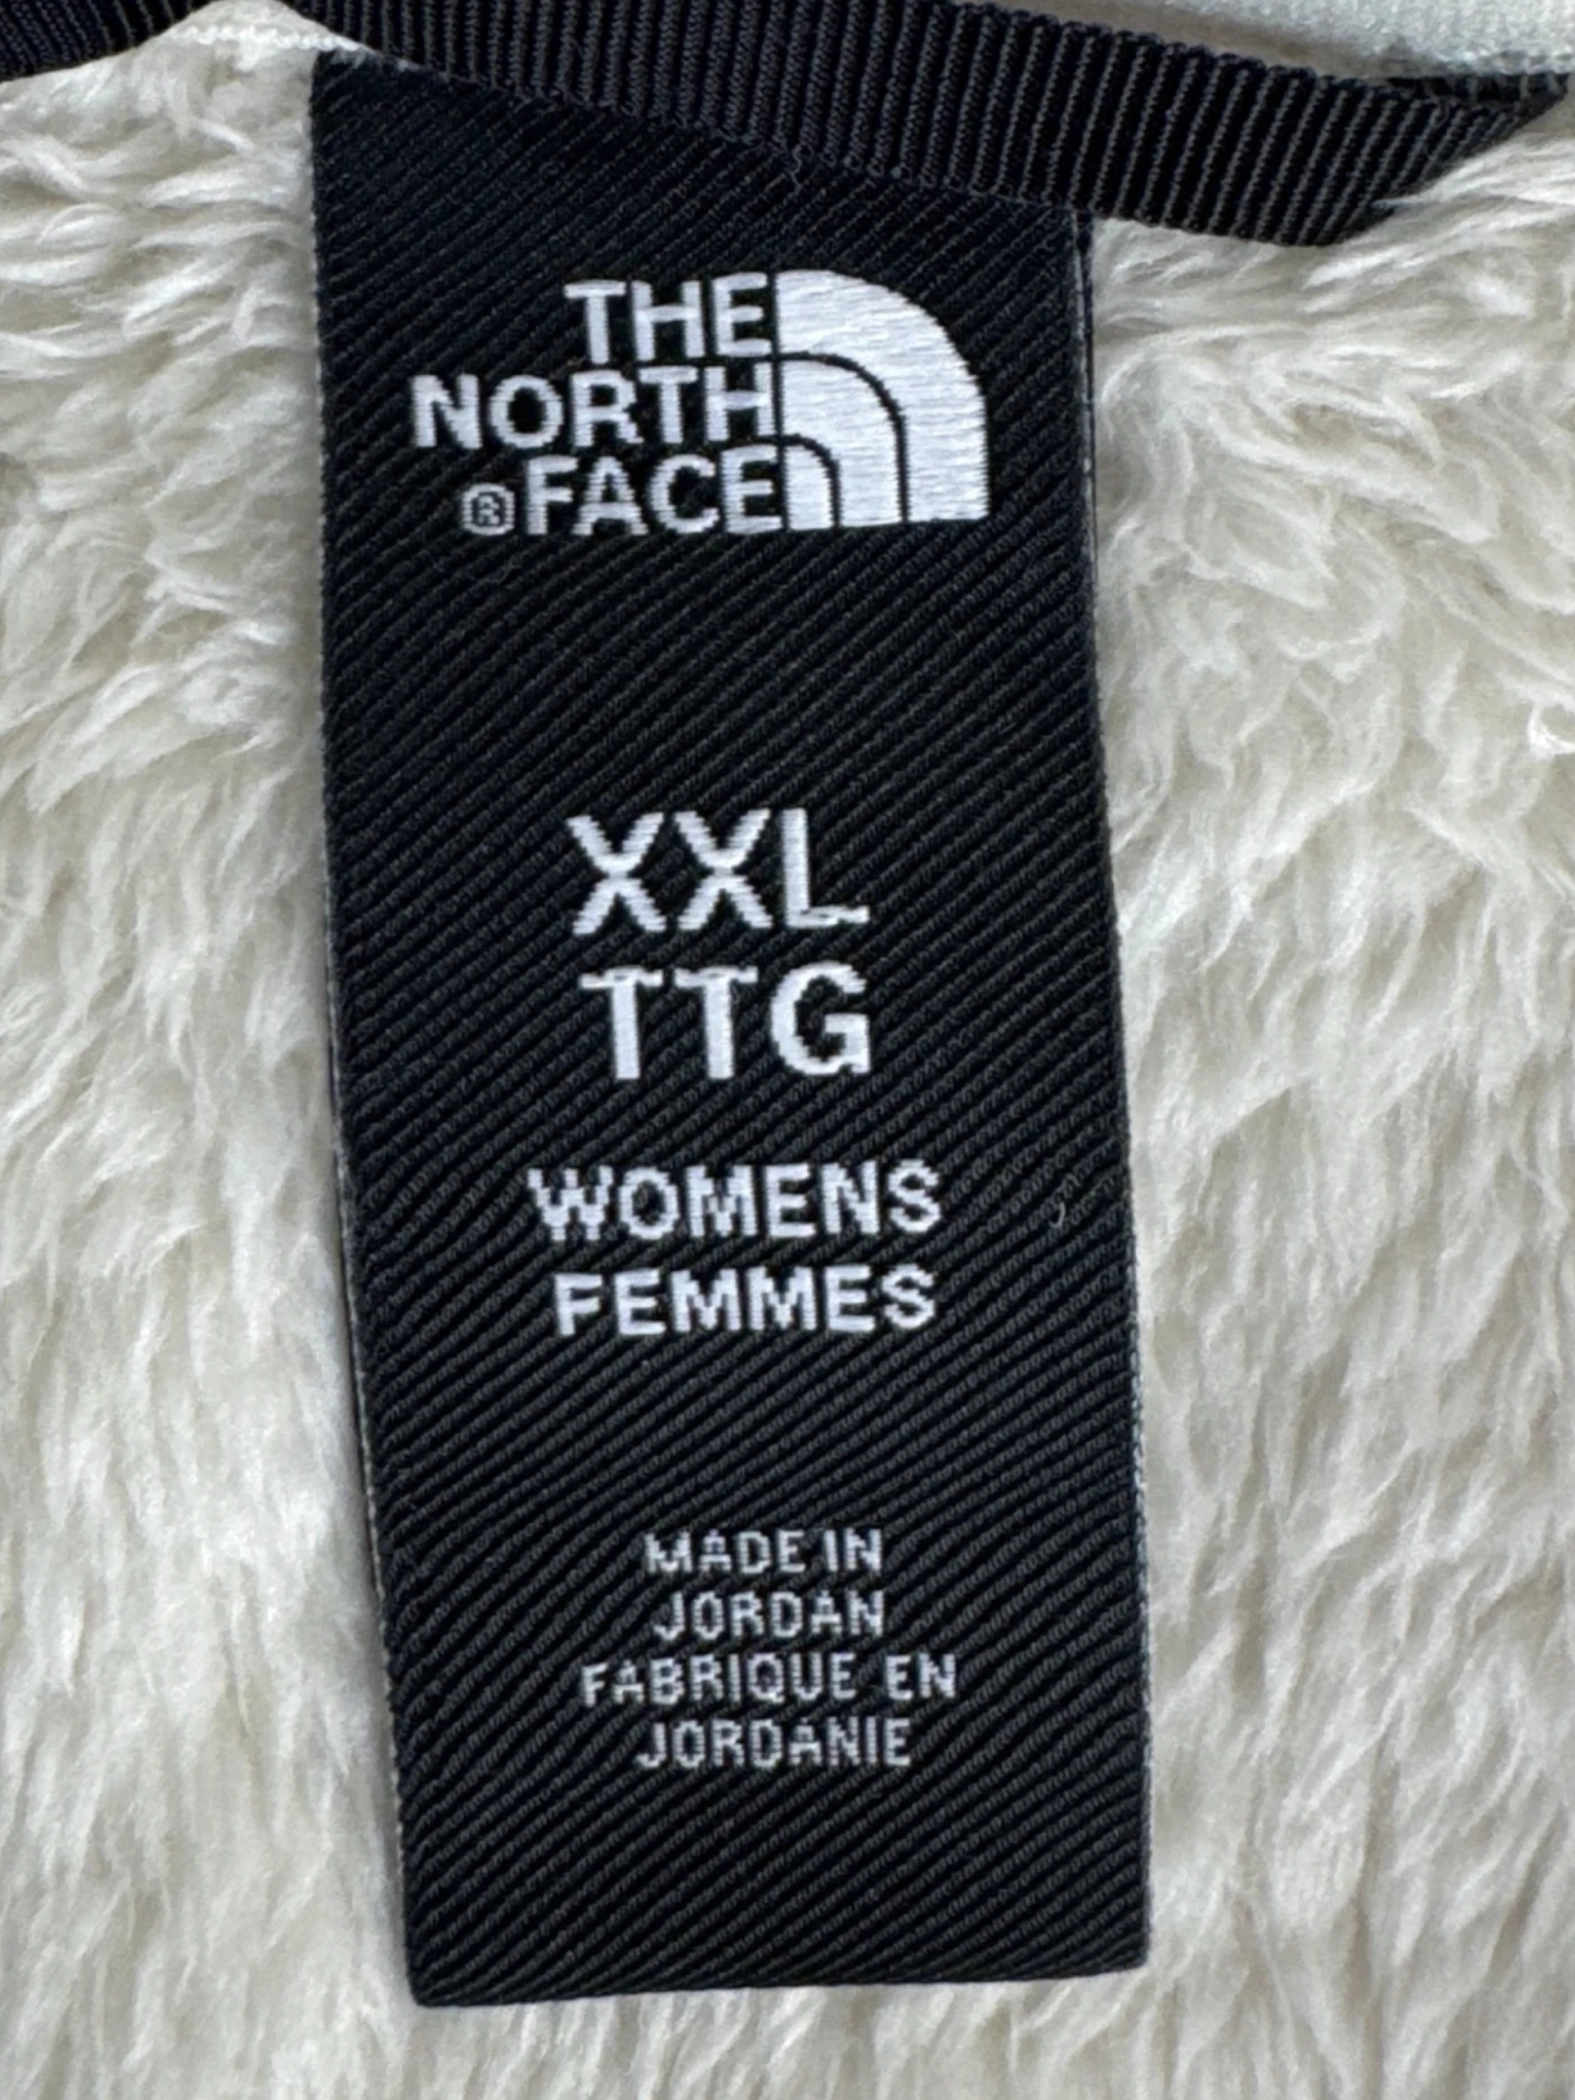 THE
NORTH
®FACE
XXL
TTG
WOMENS
FEMMES
MADE IN
JORDAN
FABRIQUE EN
JORDANIE